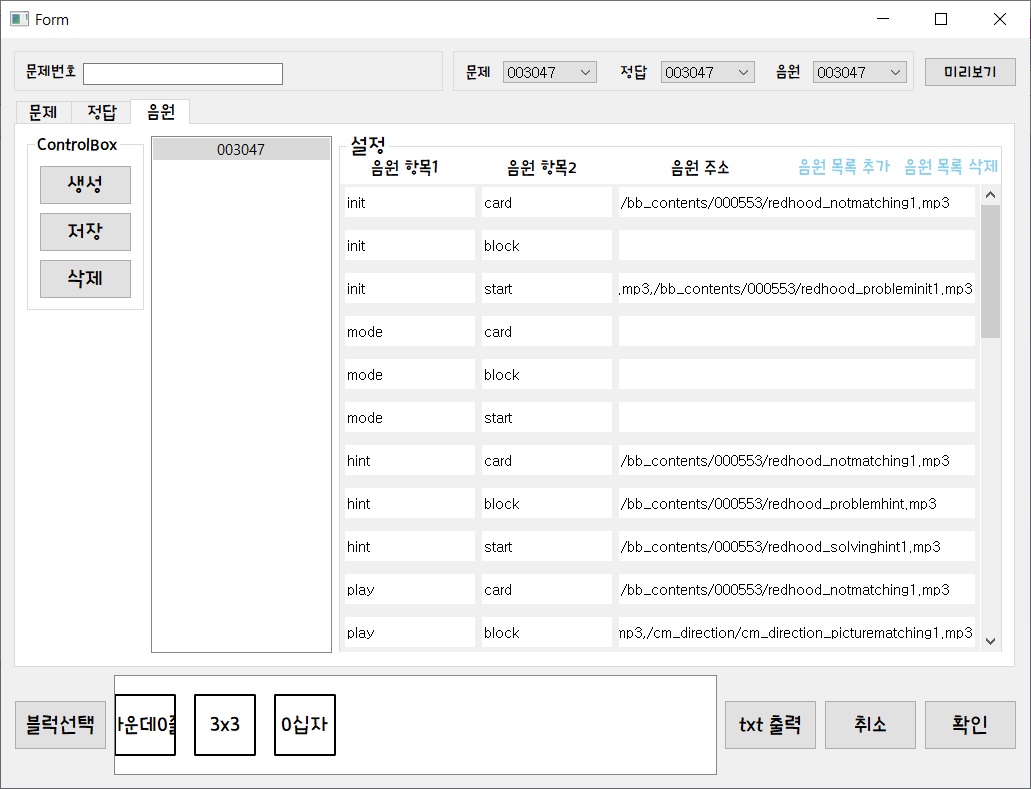 Form
문제번호 문제 003047 정답 003047 음원 003047 미리보기
문제 정답 음원
ControlBox
생성
저장
삭제
003047
설정
음원 항목1 음원 항목2 음원 주소 음원 목록 추가 음원 목록 삭제
init card /bb_contents/000553/redhood_notmatching1.mp3
init block
init start .mp3,/bb_contents/000553/redhood_probleminit1.mp3
mode card
mode block
mode start
hint card /bb_contents/000553/redhood_notmatching1.mp3
hint block /bb_contents/000553/redhood_problemhint.mp3
hint start /bb_contents/000553/redhood_solvinghint1.mp3
play card /bb_contents/000553/redhood_notmatching1.mp3
play block mp3,/cm_direction/cm_direction_picturematching1.mp3
블럭선택 운데0 3x3 0십자 txt 출력 취소 확인